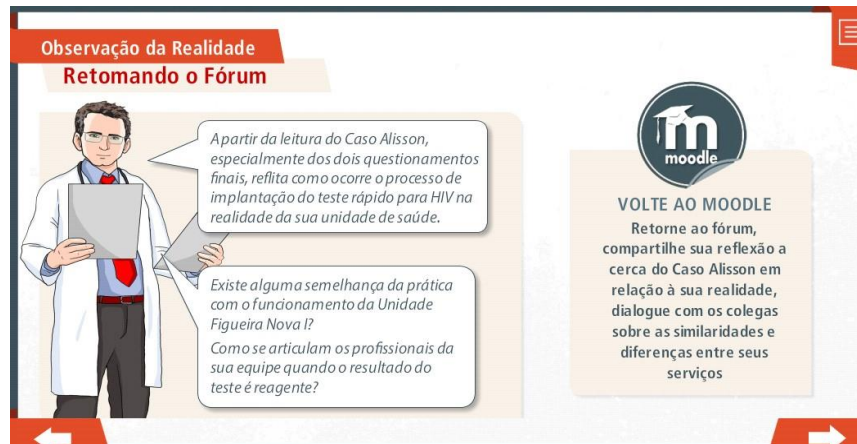 Observação da Realidade
Retomando o Fórum
A partir da leitura do Caso Alisson,
especialmente dos dois questionamentos
finais, reflita como ocorre o processo de
implantação do teste rápido para HIV na
realidade da sua unidade de saúde.
Existe alguma semelhança da prática
com o funcionamento da Unidade
Figueira Nova I?
Como se articulam os profissionais da
sua equipe quando o resultado do
teste é reagente?
m
moodle
VOLTE AO MOODLE
Retorne ao fórum,
compartilhe sua reflexão a
cerca do Caso Alisson em
relação à sua realidade,
dialogue com os colegas
sobre as similaridades e
diferenças entre seus
serviços